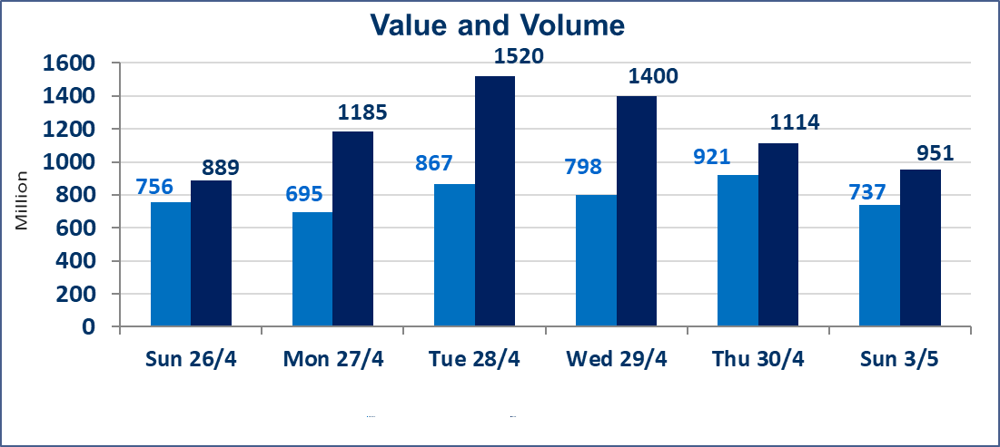 Value and Volume
Million
1600
1400
1200
1000
800
600
400
200
0
756
889
695
1185
867
1520
798
1400
921
1114
737
951
Sun 26/4
Mon 27/4
Tue 28/4
Wed 29/4
Thu 30/4
Sun 3/5